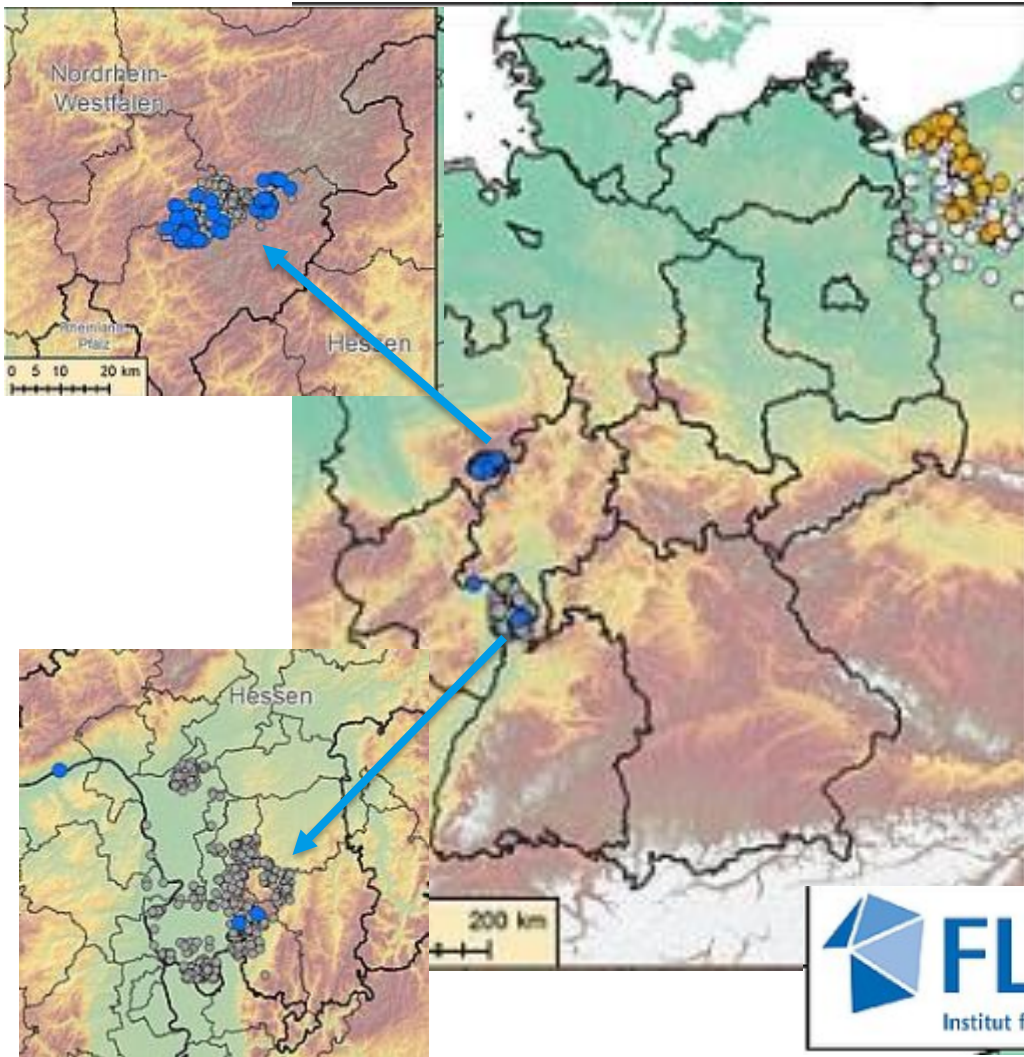 Nordrhein-
Westfalen
Rheinland-
Pfalz
Hessen
0 5 10 20 km
Hessen
200 km
FL
Institut f